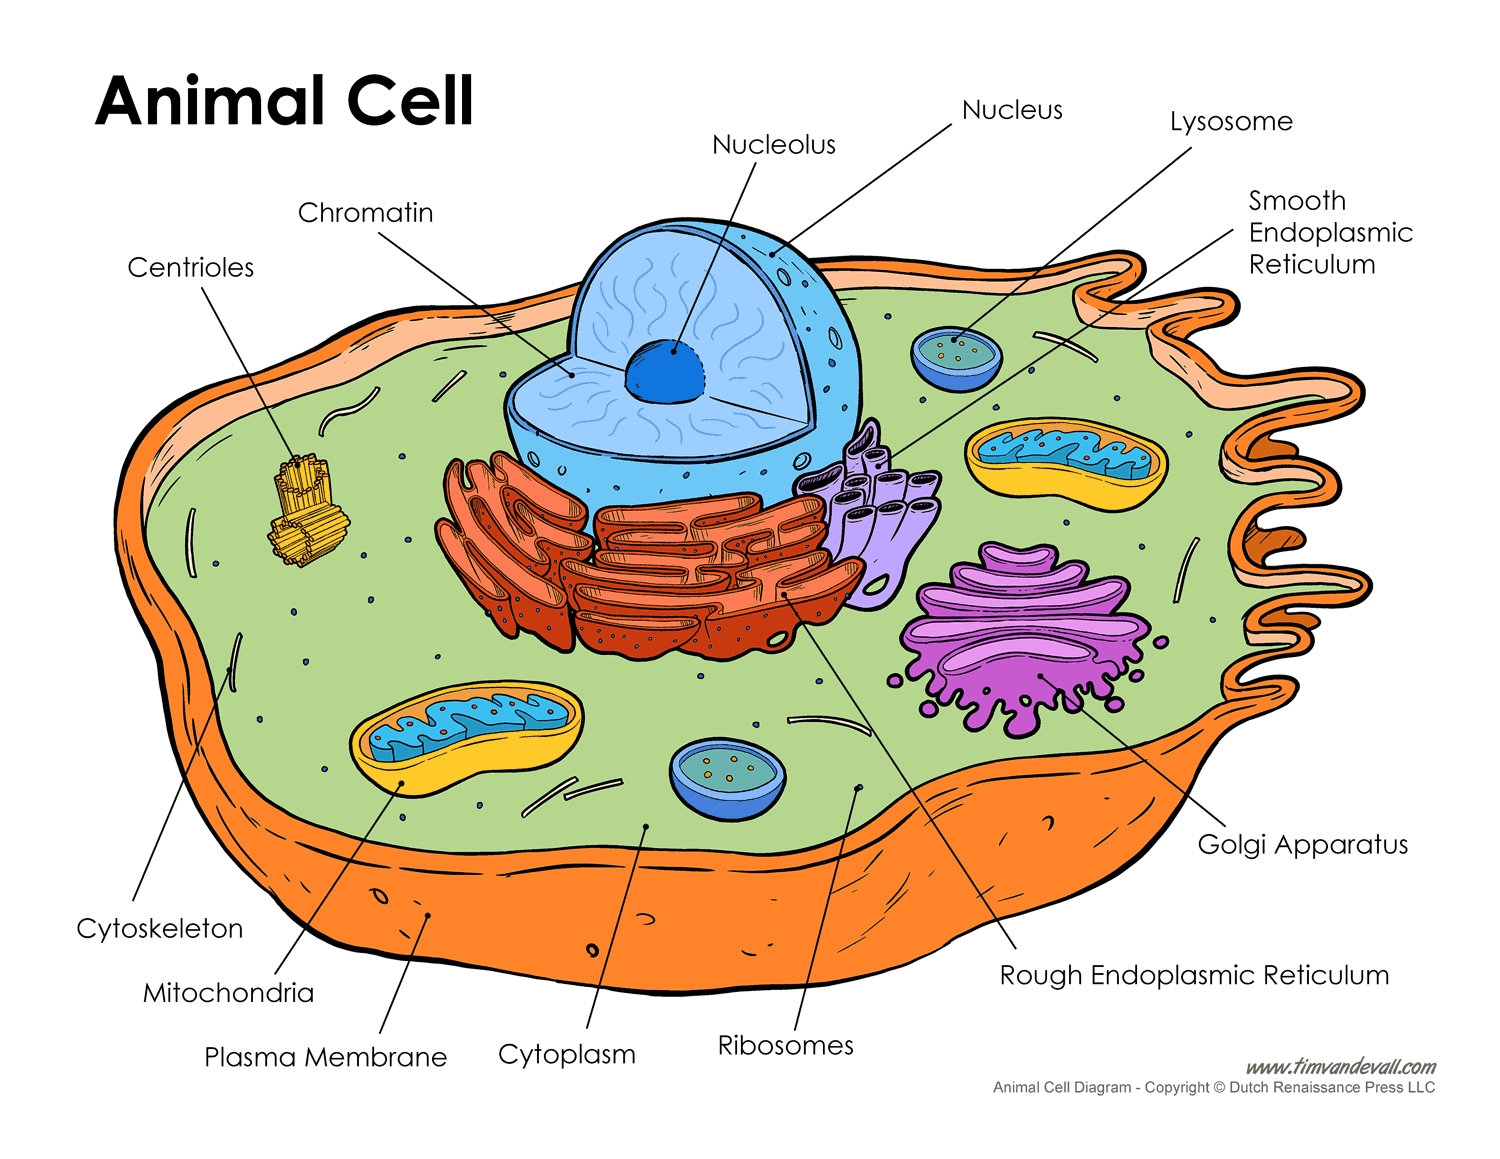 Animal Cell
Nucleus
Lysosome
Nucleolus
Smooth
Endoplasmic
Reticulum
Chromatin
Centrioles
Golgi Apparatus
Cytoskeleton
Rough Endoplasmic Reticulum
Mitochondria
Plasma Membrane
Cytoplasm
Ribosomes
www.timvandevall.com
Animal Cell Diagram - Copyright © Dutch Renaissance Press LLC